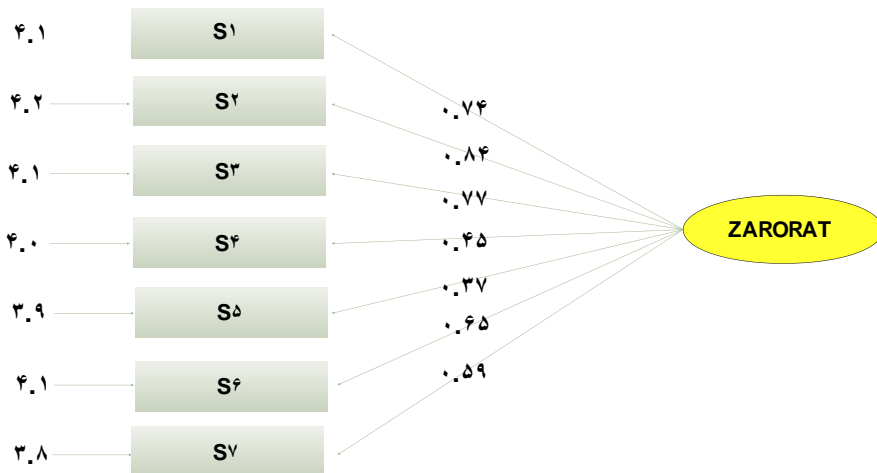 ۴.۱ S۱
۴.۲ S۲ ۰.۷۴
۰.۸۴
۴.۱ S۳ ۰.۷۷
ZARORAT
۴.۰ S۴ ۰.۴۵
۳.۹ S۵ ۰.۳۷
۰.۶۵
۴.۱ S۶ ۰.۵۹
۳.۸ S۷